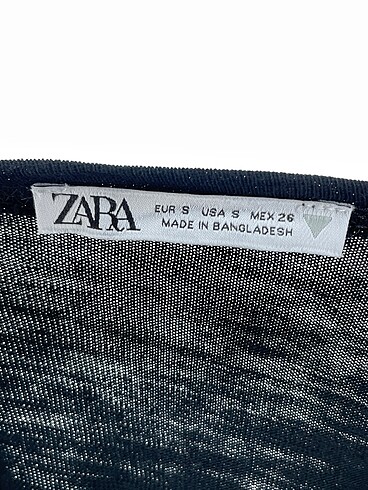 ZARA
EUR S USA S MEX 26
MADE IN BANGLADESH